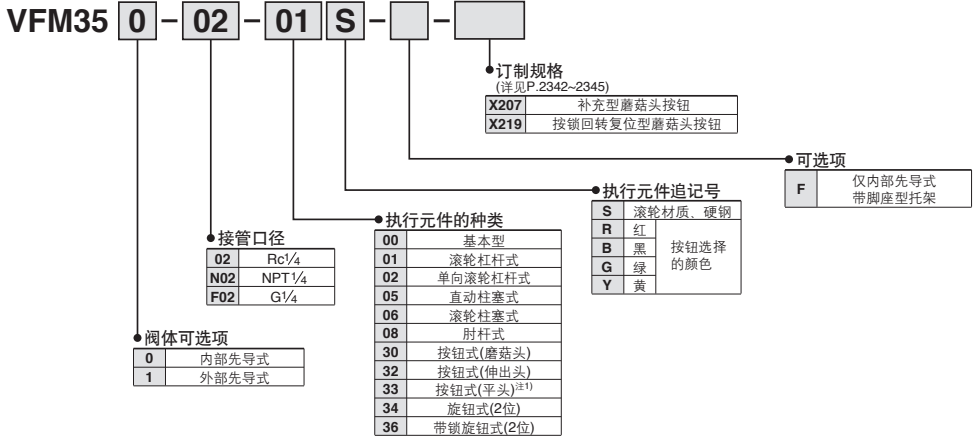 VFM35 0 - 02 - 01 S - -
订制规格
(详见P.2342~2345)
X207 补充型蘑菇头按钮
X219 按锁回转复位型蘑菇头按钮
可选项
F 仅内部先导式
带脚座型托架
执行元件追记号
S 滚轮材质、硬钢
R 红
B 黑
G 绿
Y 黄
按钮选择
的颜色
执行元件的种类
00 基本型
01 滚轮杠杆式
02 单向滚轮杠杆式
05 直动柱塞式
06 滚轮柱塞式
08 肘杆式
30 按钮式(蘑菇头)
32 按钮式(伸出头)
33 按钮式(平头)注1)
34 旋钮式(2位)
36 带锁旋钮式(2位)
接管口径
02 Rc1/4
N02 NPT1/4
F02 G1/4
阀体可选项
0 内部先导式
1 外部先导式